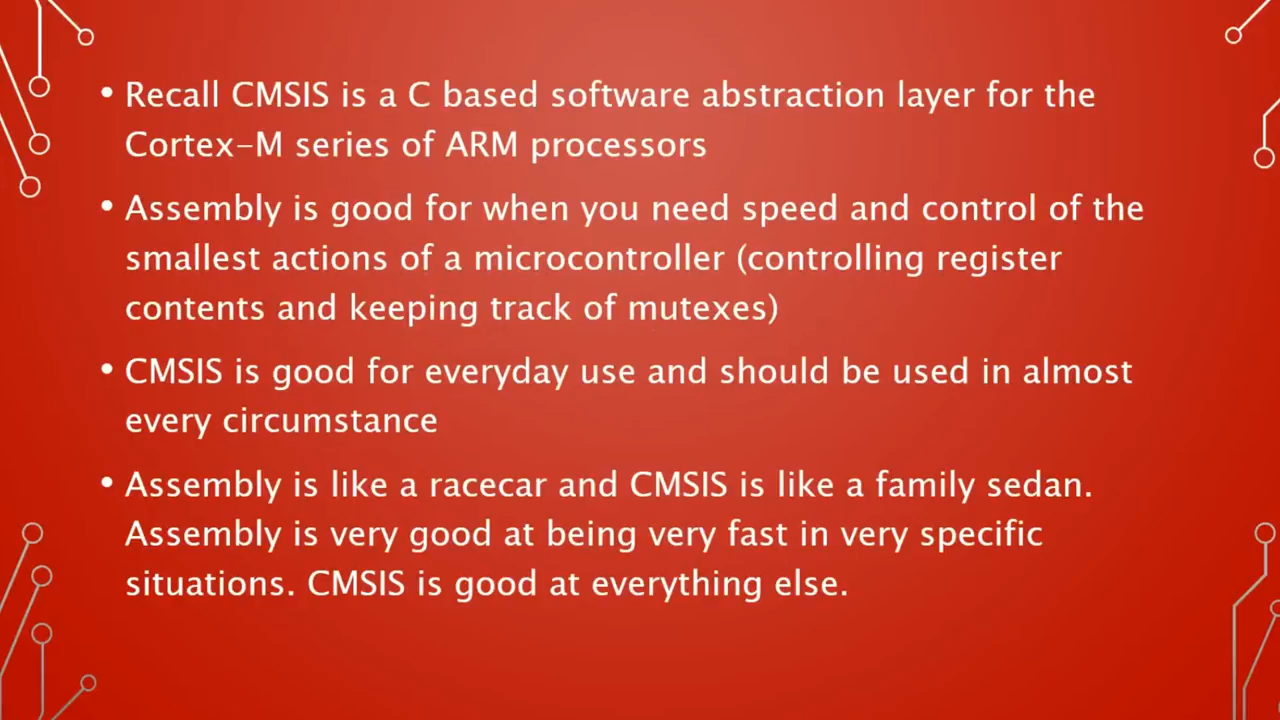 • Recall CMSIS is a C based software abstraction layer for the
Cortex-M series of ARM processors
• Assembly is good for when you need speed and control of the
smallest actions of a microcontroller (controlling register
contents and keeping track of mutexes)
• CMSIS is good for everyday use and should be used in almost
every circumstance
• Assembly is like a racecar and CMSIS is like a family sedan.
Assembly is very good at being very fast in very specific
situations. CMSIS is good at everything else.